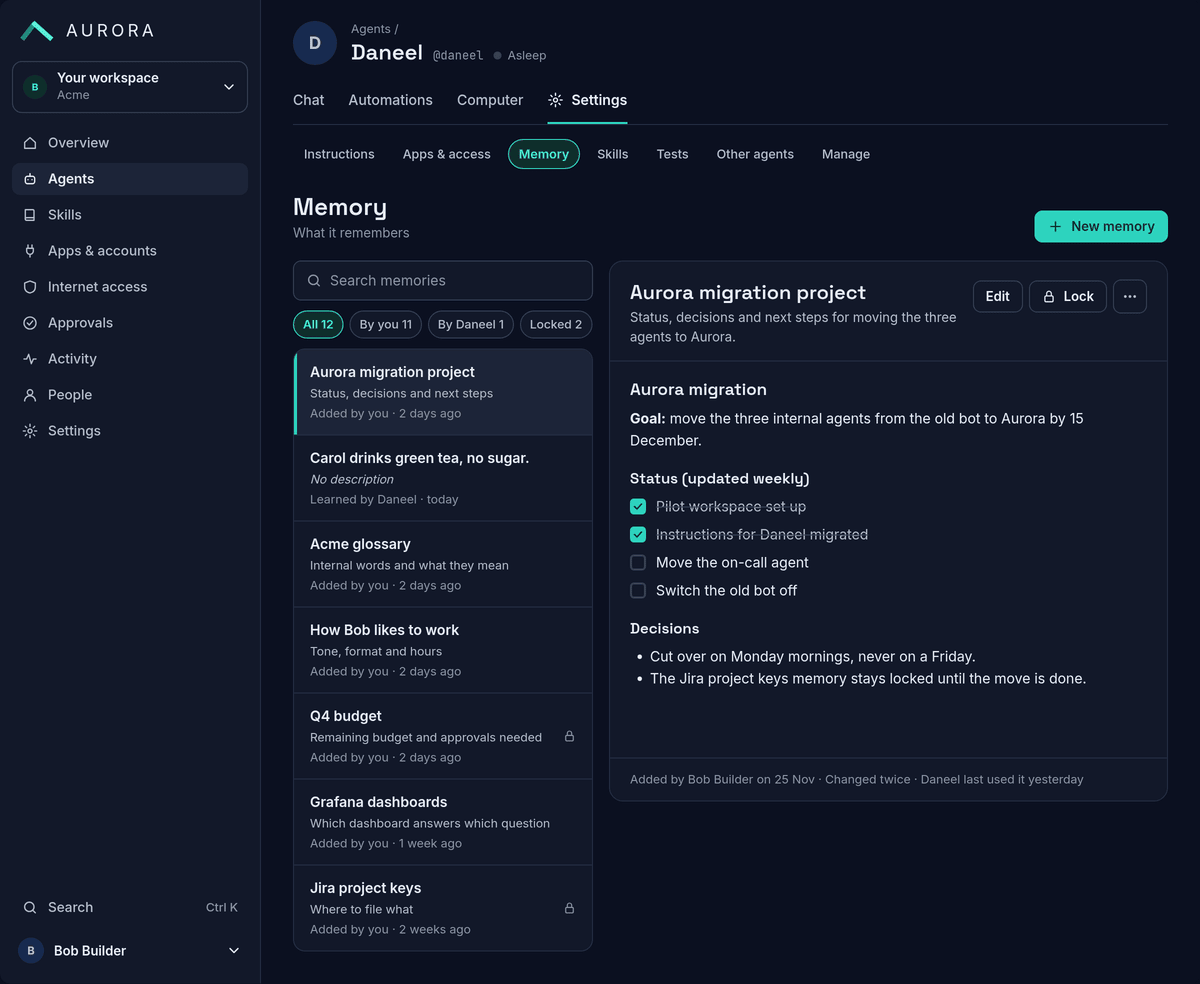 AURORA
B
Your workspace
Acme
Overview
Agents
Skills
Apps & accounts
Internet access
Approvals
Activity
People
Settings
Search
Ctrl K
B
Bob Builder
D
Agents /
Daneel @daneel Asleep
Chat
Automations
Computer
Settings
Instructions
Apps & access
Memory
Skills
Tests
Other agents
Manage
Memory
What it remembers
New memory
Search memories
All 12
By you 11
By Daneel 1
Locked 2
Aurora migration project
Status, decisions and next steps
Added by you · 2 days ago
Carol drinks green tea, no sugar.
No description
Learned by Daneel · today
Acme glossary
Internal words and what they mean
Added by you · 2 days ago
How Bob likes to work
Tone, format and hours
Added by you · 2 days ago
Q4 budget
Remaining budget and approvals needed
Added by you · 2 days ago
Grafana dashboards
Which dashboard answers which question
Added by you · 1 week ago
Jira project keys
Where to file what
Added by you · 2 weeks ago
Aurora migration project
Status, decisions and next steps for moving the three
agents to Aurora.
Edit
Lock
Aurora migration
Goal: move the three internal agents from the old bot to Aurora by 15
December.
Status (updated weekly)
Pilot workspace set up
Instructions for Daneel migrated
Move the on-call agent
Switch the old bot off
Decisions
• Cut over on Monday mornings, never on a Friday.
• The Jira project keys memory stays locked until the move is done.
Added by Bob Builder on 25 Nov · Changed twice · Daneel last used it yesterday